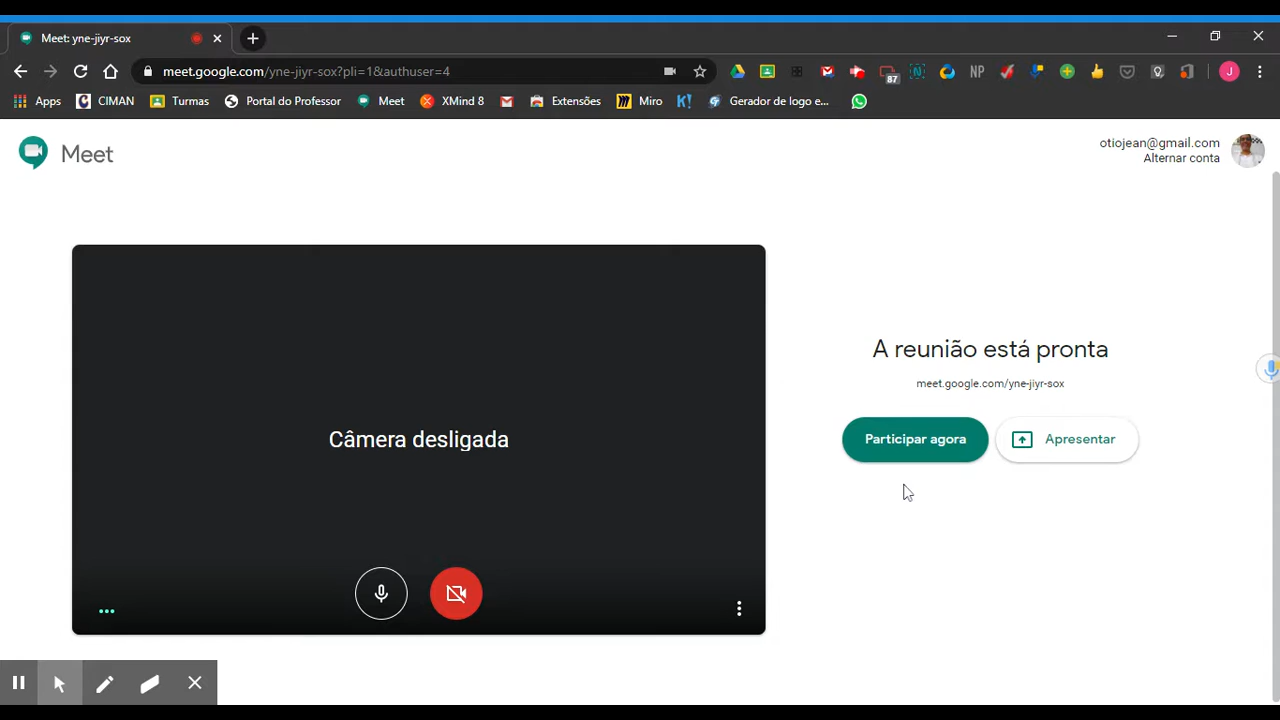 Meet: yne-jiyr-sox
meet.google.com/yne-jiyr-sox?pli=1&authuser=4
87
NP
J
Apps
CIMAN
Turmas
Portal do Professor
Meet
XMind 8
Extensões
Miro
K!
Gerador de logo e...
Meet
otiojean@gmail.com
Alternar conta
Câmera desligada
A reunião está pronta
meet.google.com/yne-jiyr-sox
Participar agora
Apresentar